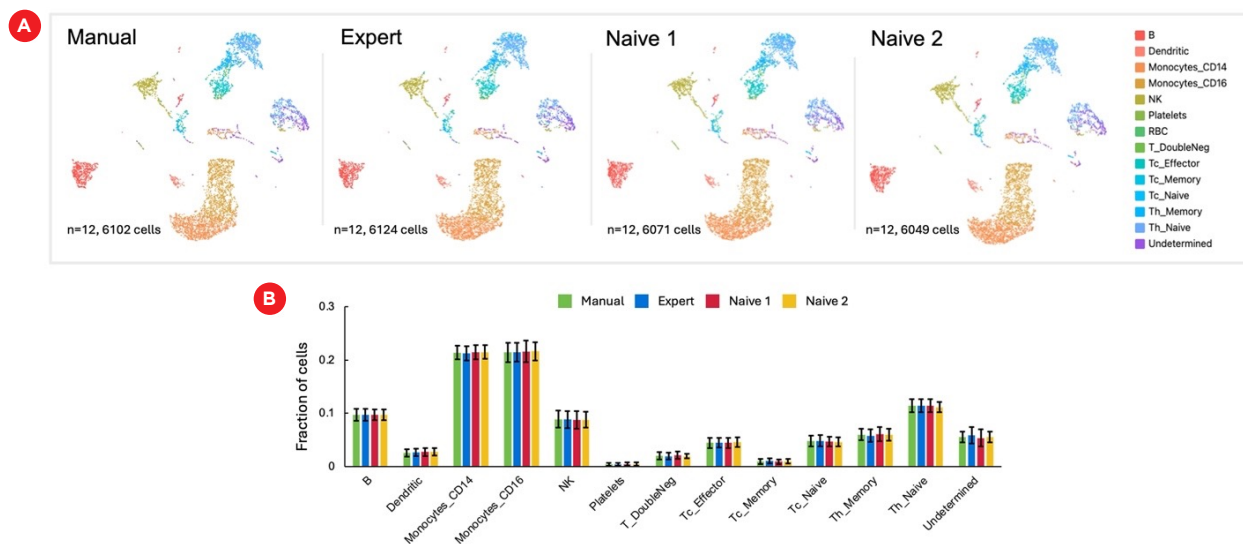 A
Manual
Expert
Naive 1
Naive 2
n=12, 6102 cells
n=12, 6124 cells
n=12, 6071 cells
n=12, 6049 cells
B
Dendritic
Monocytes_CD14
Monocytes_CD16
NK
Platelets
RBC
T_DoubleNeg
Tc_Effector
Tc_Memory
Tc_Naive
Th_Memory
Th_Naive
Undetermined
B
Manual Expert Naive 1 Naive 2
Fraction of cells
0.3
0.2
0.1
0
B
Dendritic
Monocytes_CD14
Monocytes_CD16
NK
Platelets
T_DoubleNeg
Tc_Effector
Tc_Memory
Tc_Naive
Th_Memory
Th_Naive
Undetermined